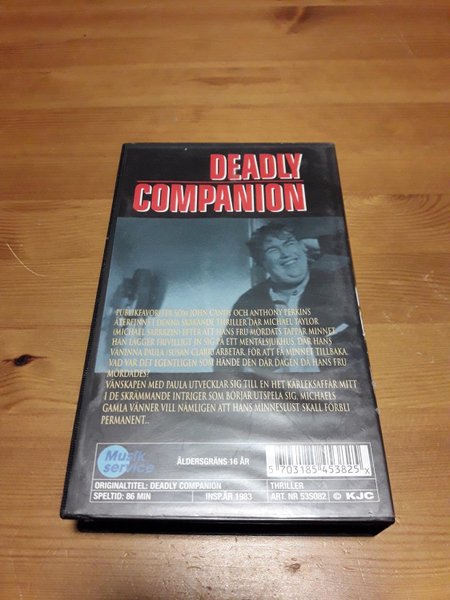 DEADLY
COMPANION
PUBLIKFAVORITER SOM JOHN CANDY OCH ANTHONY PERKINS
ÅTERFINNS I DENNA SKAKANDE THRILLER DÄR MICHAEL TAYLOR
(MICHAEL SARRAZIN) EFTER ATT HANS FRU MÖRDATS TAPPAR MINNET.
HAN LÄGGER FRIVILLIGT IN SIG PÅ ETT MENTALSJUKHUS, DÄR HANS
VÄNINNA PAULA (SUSAN CLARK) ARBETAR, FÖR ATT FÅ MINNET TILLBAKA.
VAD VAR DET EGENTLIGEN SOM HÄNDE DEN DÄR DAGEN DÅ HANS FRU
MÖRDADES?
VÄNSKAPEN MED PAULA UTVECKLAR SIG TILL EN HET KÄRLEKSAFFÄR MITT
I DE SKRÄMMANDE INTRIGER SOM BÖRJAR UTSPELA SIG. MICHAELS
GAMLA VÄNNER VILL NÄMLIGEN ATT HANS MINNESLUST SKALL FÖRBLI
PERMANENT..
Musik
service
ÅLDERSGRÄNS 16 ÅR
5 703185 453825 x
ORIGINALTITEL: DEADLY COMPANION
THRILLER
SPELTID: 86 MIN
INSP.ÅR 1983
ART. NR 53S082
© KJC